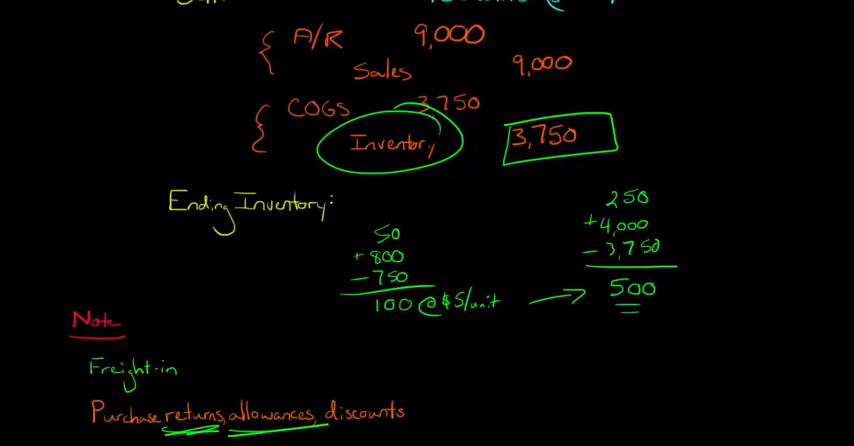 A/R 9,000
Sales 9,000
COGS 3,750
Inventory 3,750
Ending Inventory:
50
+800
-750
100 @ $5/unit
250
+4,000
-3,750
500
Note
Freight-in
Purchase returns, allowances, discounts